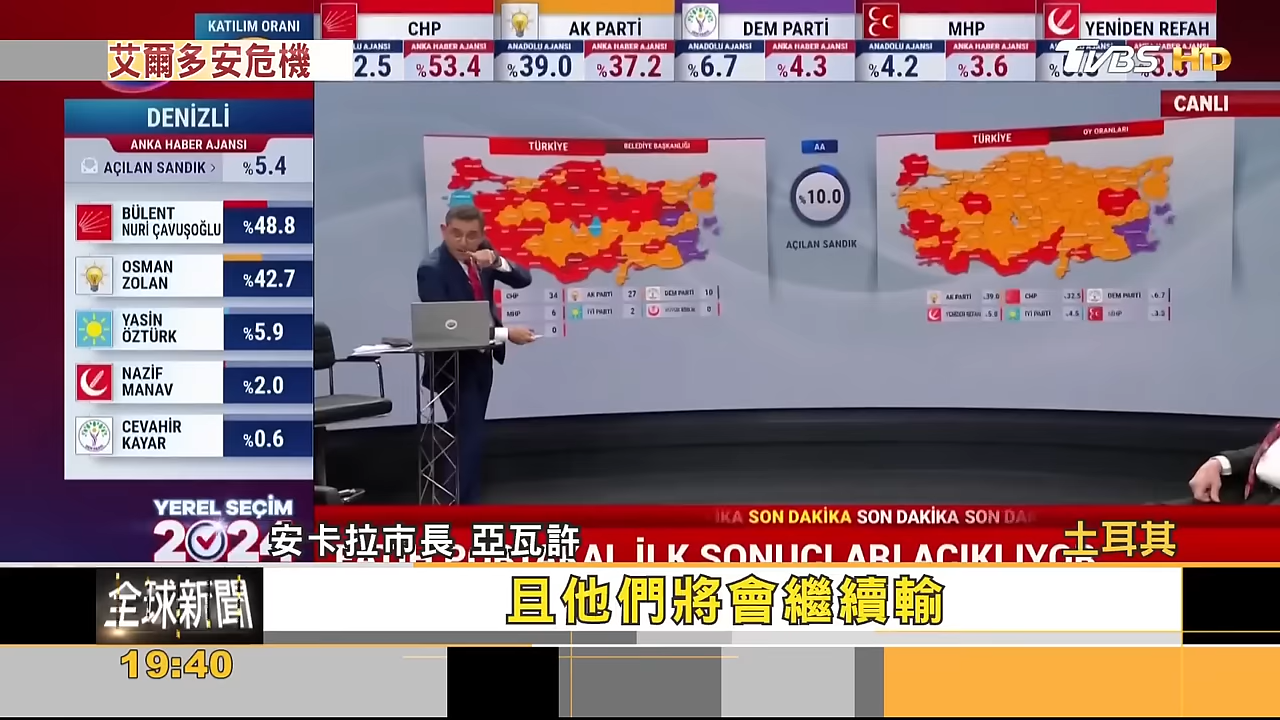 KATILIM ORANI
CHP
AK PARTİ
DEM PARTİ
MHP
YENİDEN REFAH
ANKA HABER AJANSI
ANADOLU AJANSI
ANKA HABER AJANSI
ANADOLU AJANSI
ANKA HABER AJANSI
ANADOLU AJANSI
ANKA HABER AJANSI
艾爾多安危機
2.5
%53.4
%39.0
%37.2
%6.7
%4.3
%4.2
%3.6
TVBS HD
CANLI
DENİZLİ
ANKA HABER AJANSI
AÇILAN SANDIK
%5.4
BÜLENT
NURİ ÇAVUŞOĞLU
%48.8
OSMAN
ZOLAN
%42.7
YASİN
ÖZTÜRK
%5.9
NAZİF
MANAV
%2.0
CEVAHİR
KAYAR
%0.6
TÜRKİYE
BELEDİYE BAŞKANLIĞI
AA
%10.0
AÇILAN SANDIK
TÜRKİYE
OY ORANLARI
CHP 34
AK PARTİ 27
DEM PARTİ 10
MHP 6
İYİ PARTİ 2
0
0
AK PARTİ %39.0
CHP %32.5
DEM PARTİ %6.7
YENİDEN REFAH
İYİ PARTİ
YEREL SEÇİM
2024
SON DAKİKA SON DAKİKA
İLK SONUÇLARI AÇIKLIYOR
安卡拉市長 亞瓦許
土耳其
全球新聞
且他們將會繼續輸
19:40